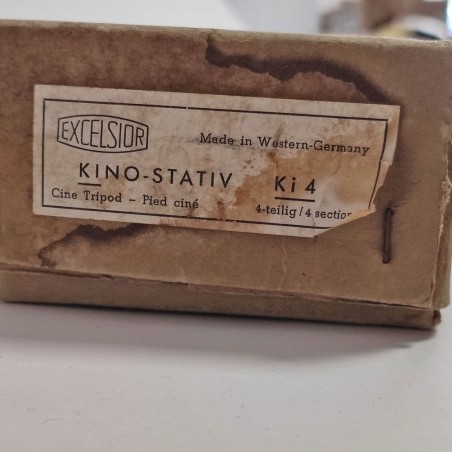 EXCELSIOR
Made in Western-Germany
KINO-STATIV Ki 4
Cine Tripod - Pied ciné
4-teilig / 4 section